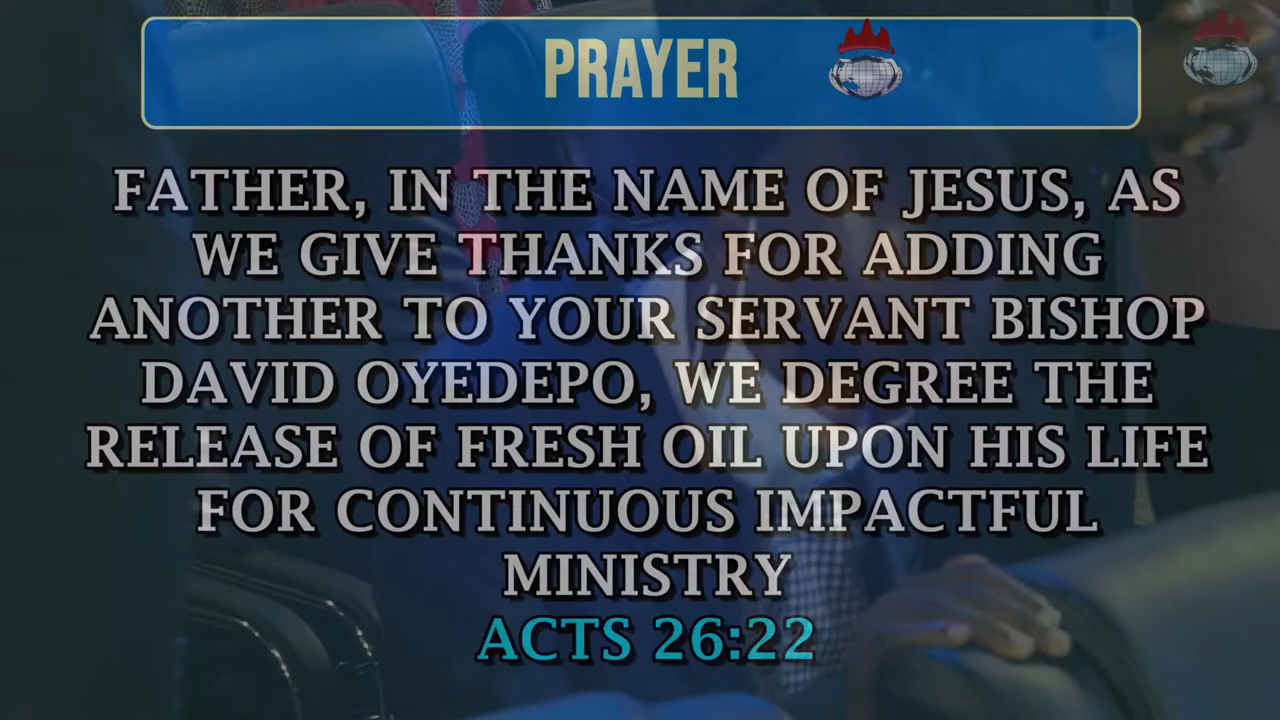 PRAYER
FATHER, IN THE NAME OF JESUS, AS
WE GIVE THANKS FOR ADDING
ANOTHER TO YOUR SERVANT BISHOP
DAVID OYEDEPO, WE DEGREE THE
RELEASE OF FRESH OIL UPON HIS LIFE
FOR CONTINUOUS IMPACTFUL
MINISTRY
ACTS 26:22